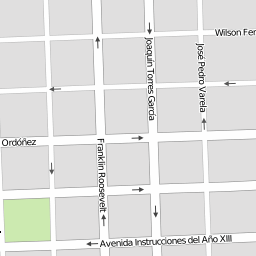 Wilson Fer
Joaquín Torres García
José Pedro Varela
Ordóñez
Franklin Roosevelt
Avenida Instrucciones del Año XIII